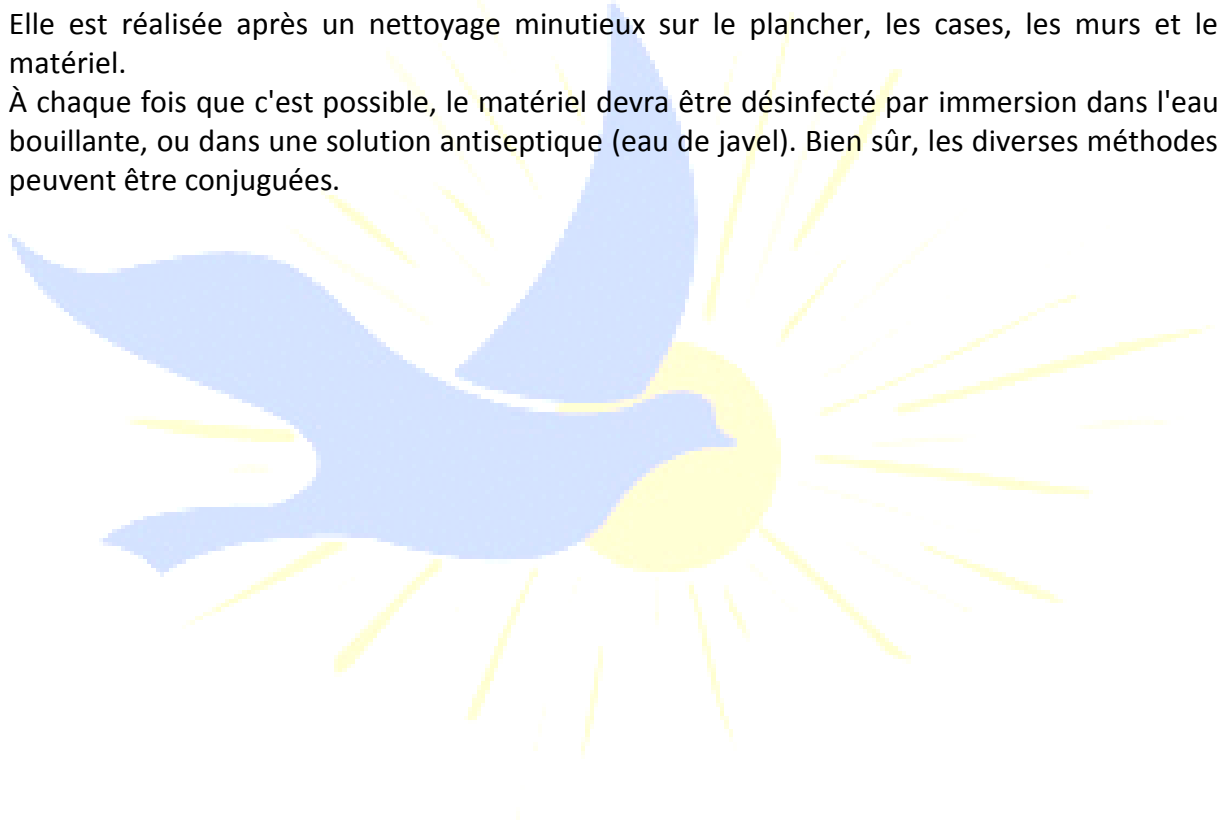 Elle est réalisée après un nettoyage minutieux sur le plancher, les cases, les murs et le
matériel.
À chaque fois que c'est possible, le matériel devra être désinfecté par immersion dans l'eau
bouillante, ou dans une solution antiseptique (eau de javel). Bien sûr, les diverses méthodes
peuvent être conjuguées.